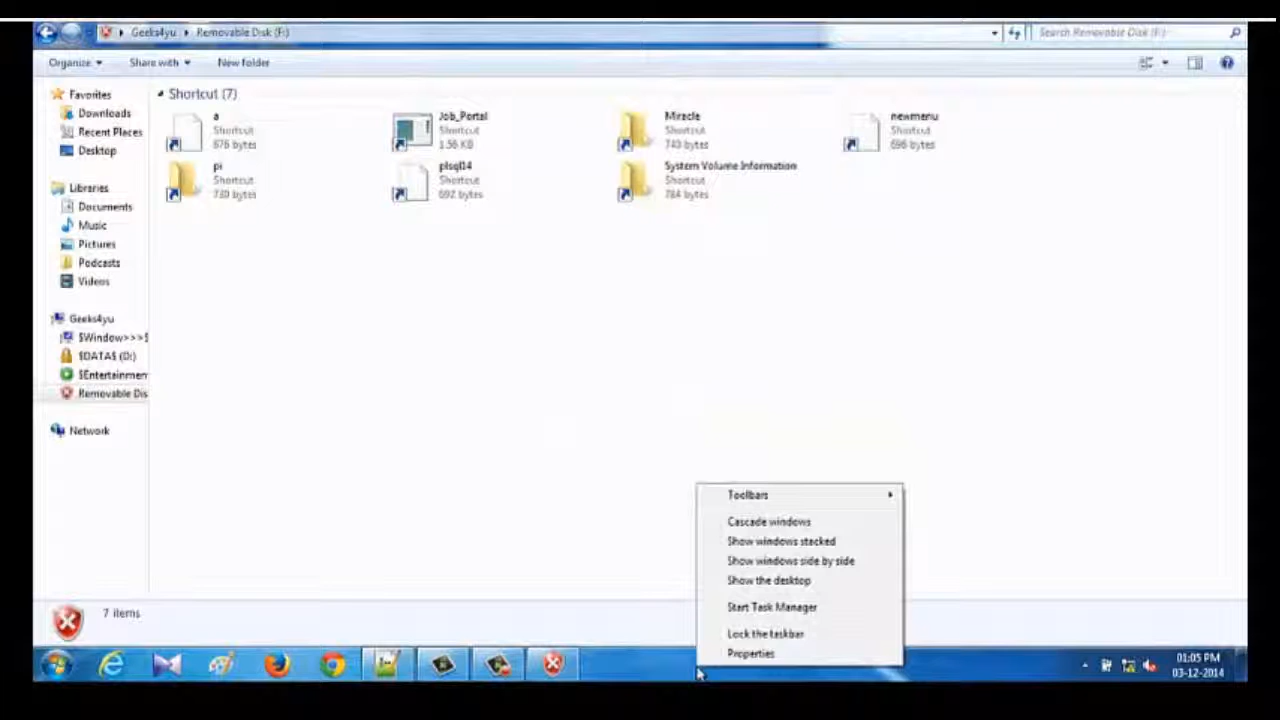 Geeks4yu ▸ Removable Disk (F:)
Search Removable Disk (F:)
Organize
Share with
New folder
Favorites
Downloads
Recent Places
Desktop
Libraries
Documents
Music
Pictures
Podcasts
Videos
Geeks4yu
$Window>>>$
$DATA$ (D:)
$Entertainmen
Removable Dis
Network
Shortcut (7)
a
Shortcut
876 bytes
Job_Portal
Shortcut
1.56 KB
Miracle
Shortcut
740 bytes
newmenu
Shortcut
696 bytes
pi
Shortcut
730 bytes
plsql14
Shortcut
692 bytes
System Volume Information
Shortcut
784 bytes
Toolbars
Cascade windows
Show windows stacked
Show windows side by side
Show the desktop
Start Task Manager
Lock the taskbar
Properties
7 items
01:05 PM
03-12-2014